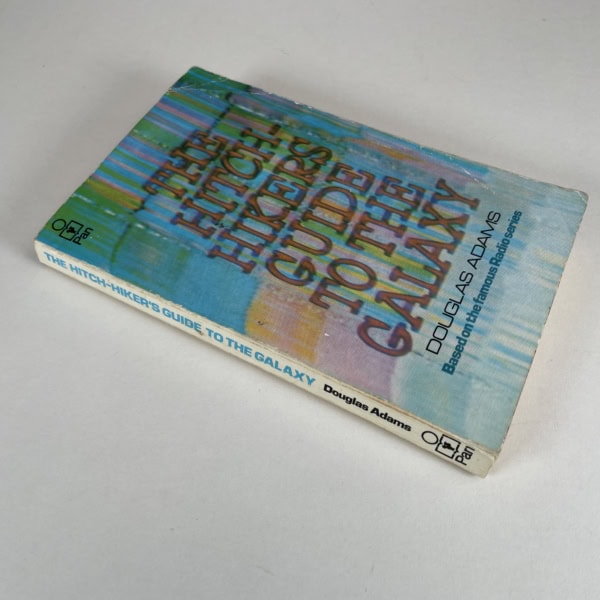 THE
HITCH
HIKERS
GUIDE
TO THE
GALAXY
DOUGLAS ADAMS
Based on the famous Radio series
Pan
THE HITCH-HIKER'S GUIDE TO THE GALAXY Douglas Adams
Pan